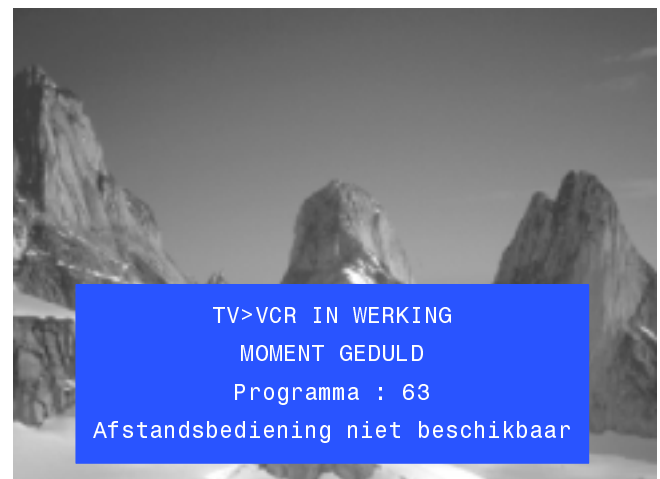 TV>VCR IN WERKING
MOMENT GEDULD
Programma : 63
Afstandsbediening niet beschikbaar